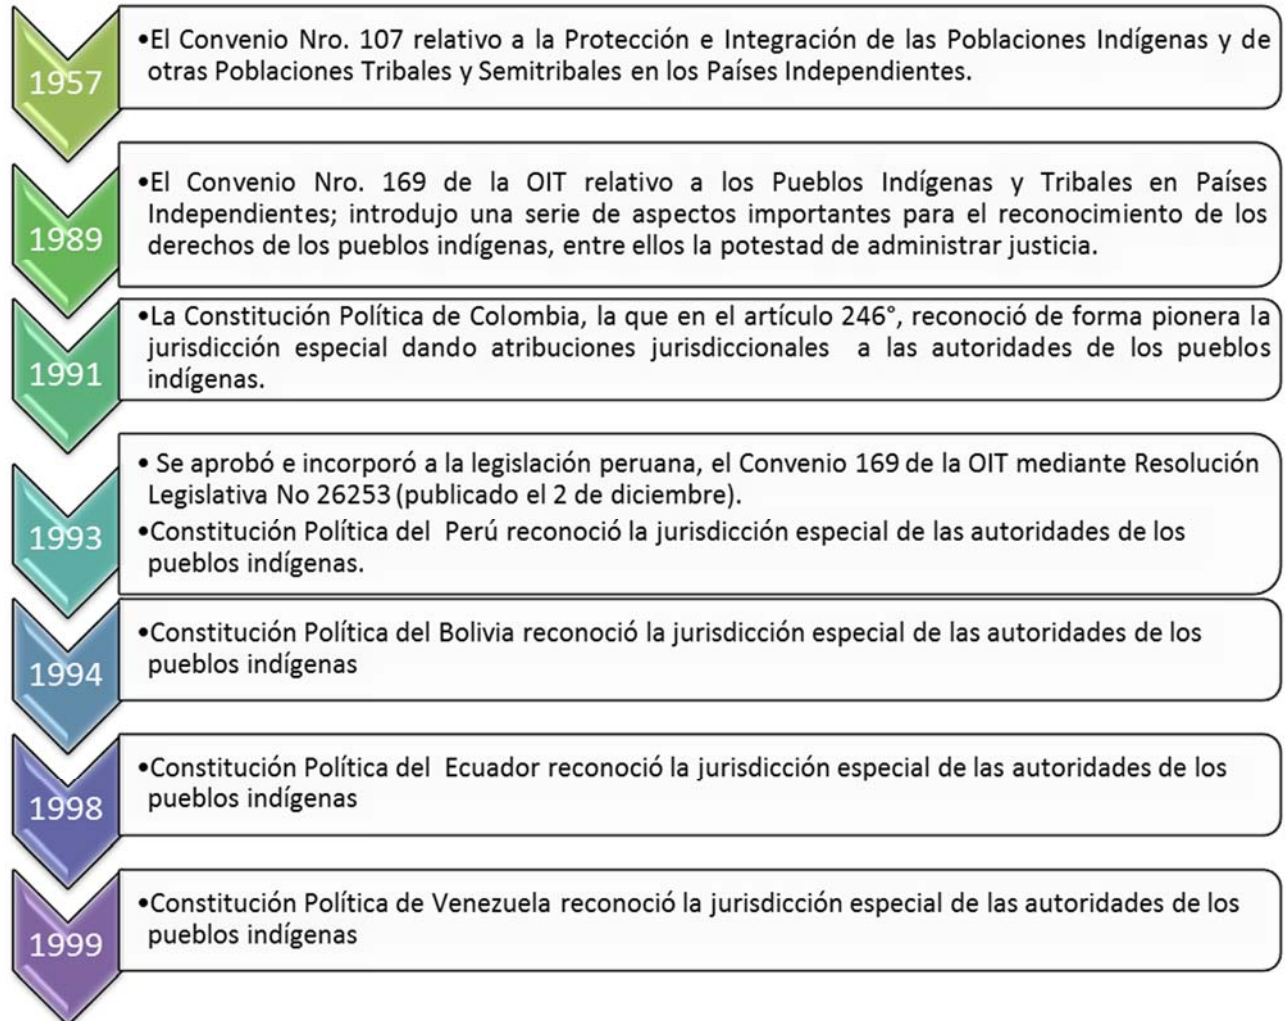 1957
•El Convenio Nro. 107 relativo a la Protección e Integración de las Poblaciones Indígenas y de
otras Poblaciones Tribales y Semitribales en los Países Independientes.
1989
•El Convenio Nro. 169 de la OIT relativo a los Pueblos Indígenas y Tribales en Países
Independientes; introdujo una serie de aspectos importantes para el reconocimiento de los
derechos de los pueblos indígenas, entre ellos la potestad de administrar justicia.
1991
•La Constitución Política de Colombia, la que en el artículo 246°, reconoció de forma pionera la
jurisdicción especial dando atribuciones jurisdiccionales a las autoridades de los pueblos
indígenas.
1993
• Se aprobó e incorporó a la legislación peruana, el Convenio 169 de la OIT mediante Resolución
Legislativa No 26253 (publicado el 2 de diciembre).
•Constitución Política del Perú reconoció la jurisdicción especial de las autoridades de los
pueblos indígenas.
1994
•Constitución Política del Bolivia reconoció la jurisdicción especial de las autoridades de los
pueblos indígenas
1998
•Constitución Política del Ecuador reconoció la jurisdicción especial de las autoridades de los
pueblos indígenas
1999
•Constitución Política de Venezuela reconoció la jurisdicción especial de las autoridades de los
pueblos indígenas